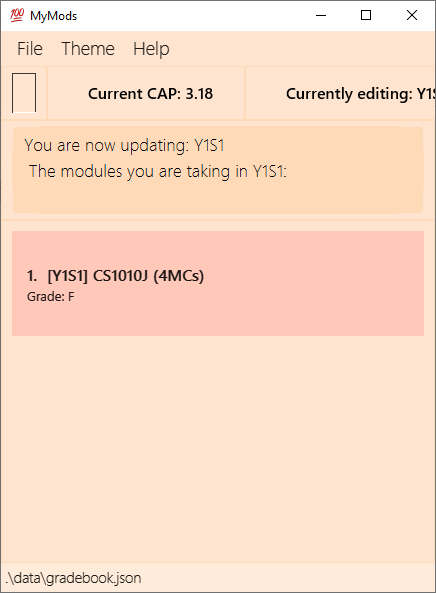 MyMods
File Theme Help
Current CAP: 3.18 Currently editing: Y1S
You are now updating: Y1S1
The modules you are taking in Y1S1:
1. [Y1S1] CS1010J (4MCs)
Grade: F
.\data\gradebook.json